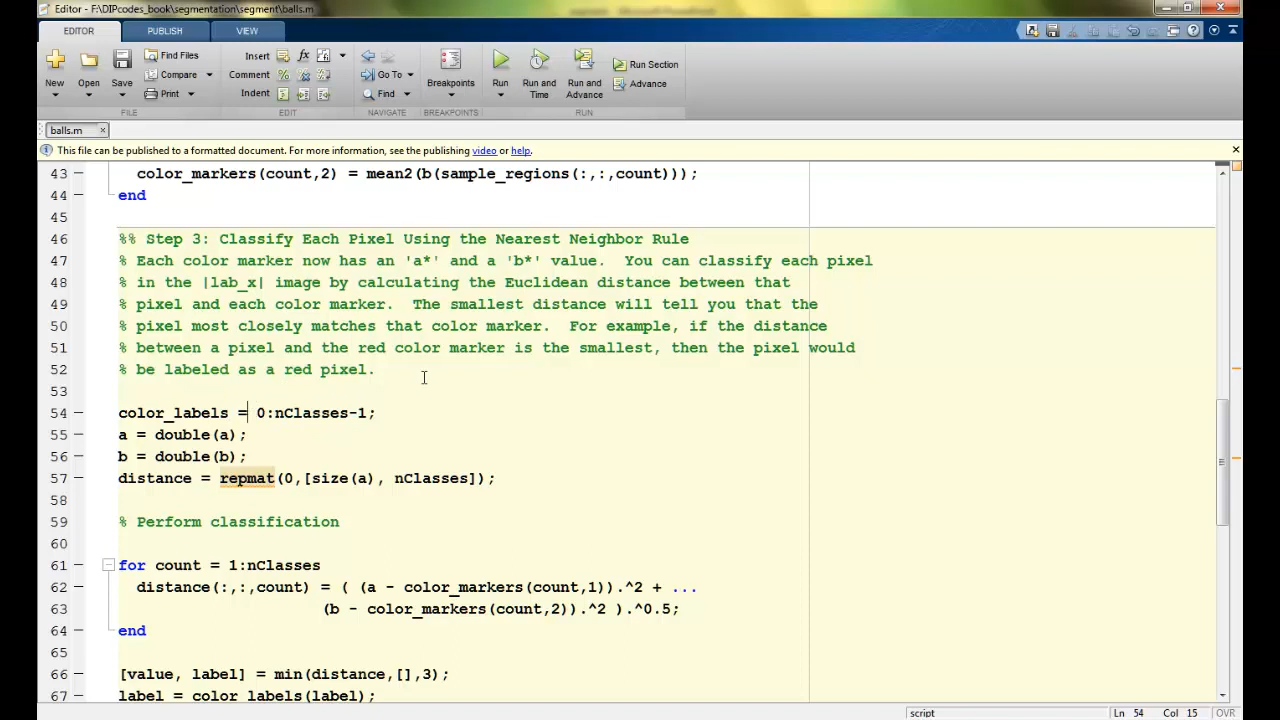 Editor - F:\DIPcodes_book\segmentation\segment\balls.m
EDITOR PUBLISH VIEW
New Open Save Find Files Compare Print
Insert Comment Indent
Go To Find
Breakpoints
Run Run and Time Run and Advance Run Section Advance
FILE EDIT NAVIGATE BREAKPOINTS RUN
balls.m
This file can be published to a formatted document. For more information, see the publishing video or help.
43 color_markers(count,2) = mean2(b(sample_regions(:,:,count)));
44 end
45
46 %% Step 3: Classify Each Pixel Using the Nearest Neighbor Rule
47 % Each color marker now has an 'a*' and a 'b*' value. You can classify each pixel
48 % in the |lab_x| image by calculating the Euclidean distance between that
49 % pixel and each color marker. The smallest distance will tell you that the
50 % pixel most closely matches that color marker. For example, if the distance
51 % between a pixel and the red color marker is the smallest, then the pixel would
52 % be labeled as a red pixel.
53
54 color_labels = 0:nClasses-1;
55 a = double(a);
56 b = double(b);
57 distance = repmat(0,[size(a), nClasses]);
58
59 % Perform classification
60
61 for count = 1:nClasses
62 distance(:,:,count) = ( (a - color_markers(count,1)).^2 + ...
63 (b - color_markers(count,2)).^2 ).^0.5;
64 end
65
66 [value, label] = min(distance,[],3);
67 label = color_labels(label);
script Ln 54 Col 15 OVR